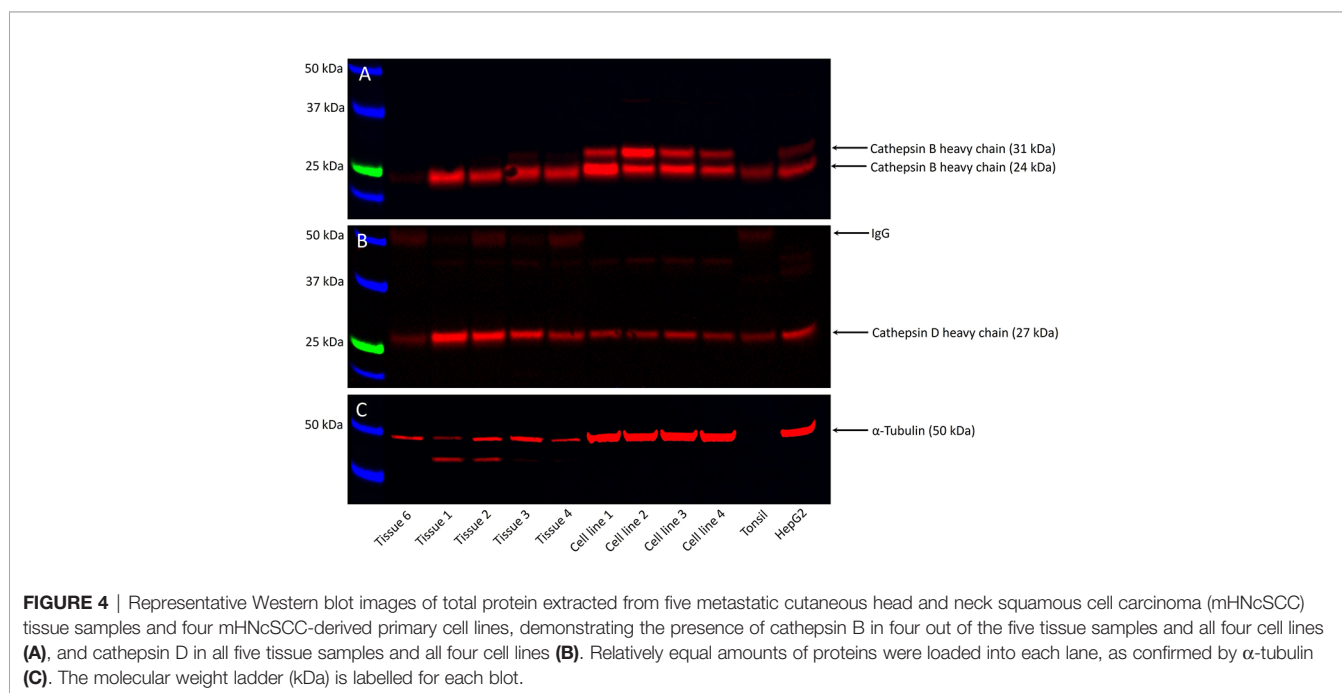 A
50 kDa
37 kDa
25 kDa
Cathepsin B heavy chain (31 kDa)
Cathepsin B heavy chain (24 kDa)
B
50 kDa
37 kDa
25 kDa
IgG
Cathepsin D heavy chain (27 kDa)
C
50 kDa
α-Tubulin (50 kDa)
Tissue 6
Tissue 1
Tissue 2
Tissue 3
Tissue 4
Cell line 1
Cell line 2
Cell line 3
Cell line 4
Tonsil
HepG2
FIGURE 4 | Representative Western blot images of total protein extracted from five metastatic cutaneous head and neck squamous cell carcinoma (mHNcSCC)
tissue samples and four mHNcSCC-derived primary cell lines, demonstrating the presence of cathepsin B in four out of the five tissue samples and all four cell lines
(A), and cathepsin D in all five tissue samples and all four cell lines (B). Relatively equal amounts of proteins were loaded into each lane, as confirmed by α-tubulin
(C). The molecular weight ladder (kDa) is labelled for each blot.